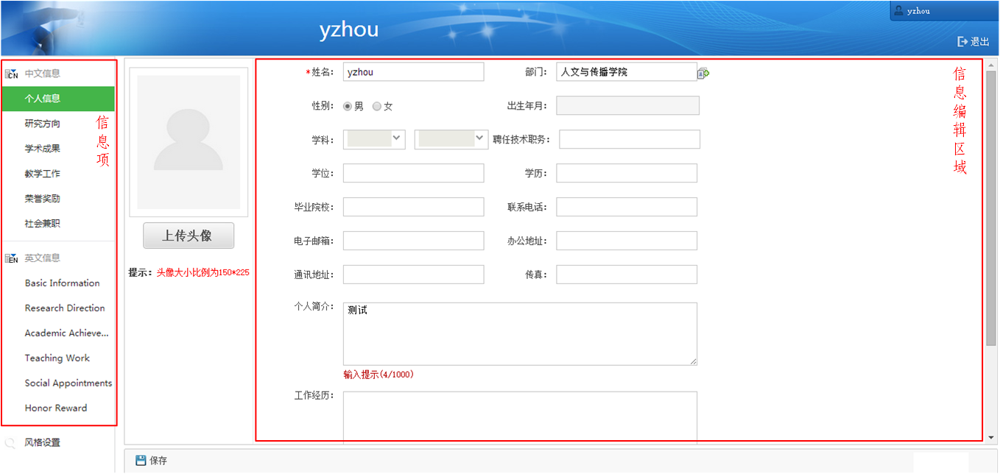 yzhou
yzhou
退出
CN 中文信息
个人信息
研究方向
学术成果
教学工作
荣誉奖励
社会兼职
信息项
EN 英文信息
Basic Information
Research Direction
Academic Achieve...
Teaching Work
Social Appointments
Honor Reward
风格设置
上传头像
提示：头像大小比例为150*225
*姓名： yzhou 部门： 人文与传播学院
性别： 男 女 出生年月：
学科： 聘任技术职务：
学位： 学历：
毕业院校： 联系电话：
电子邮箱： 办公地址：
通讯地址： 传真：
个人简介： 测试
输入提示(4/1000)
工作经历：
信息编辑区域
保存